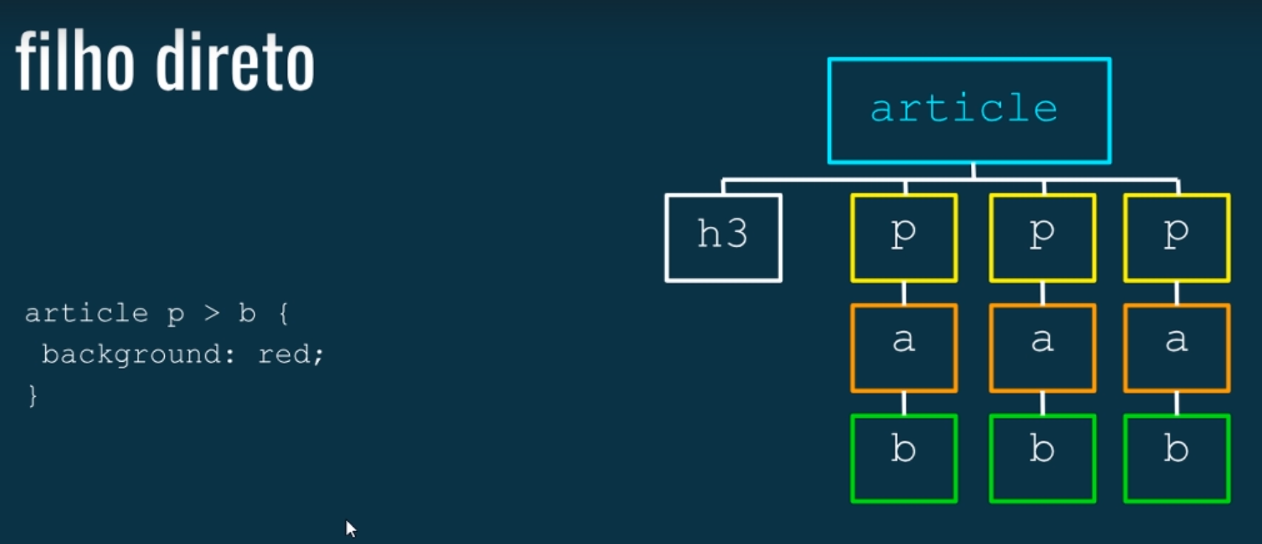 filho direto
article
h3 p p p
a a a
article p > b {
background: red;
}
b b b